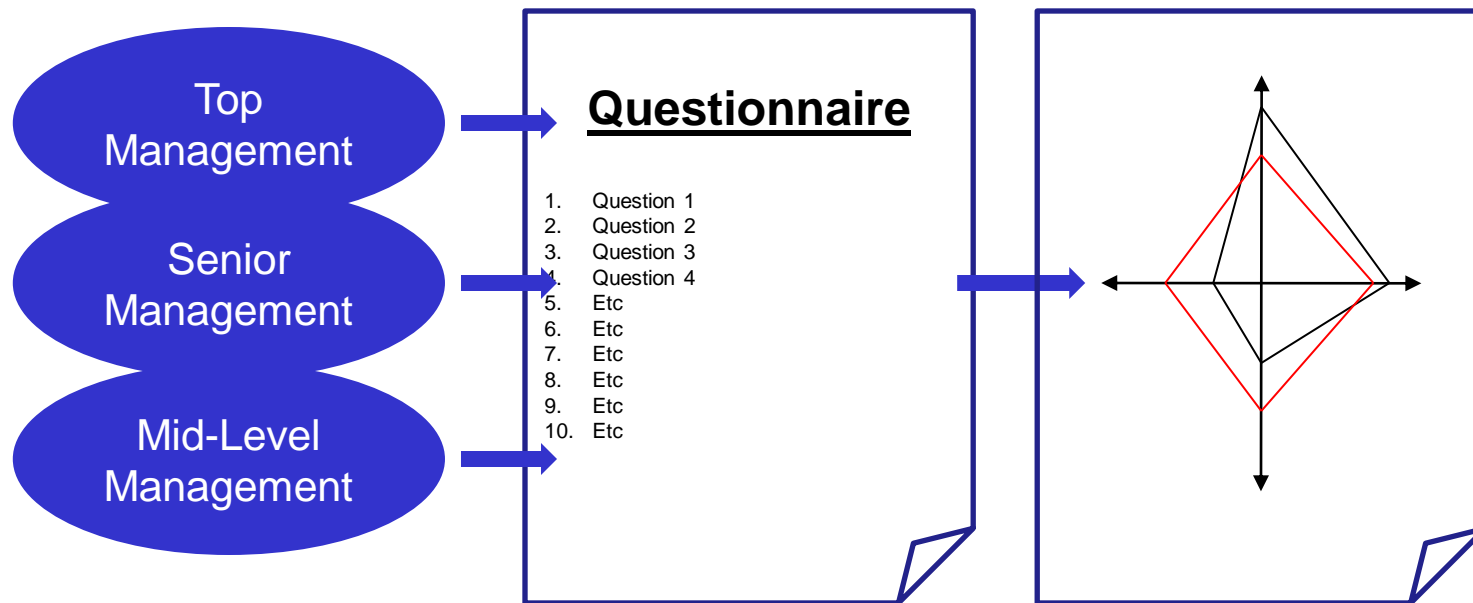 Top
Management
Senior
Management
Mid-Level
Management
Questionnaire
1. Question 1
2. Question 2
3. Question 3
4. Question 4
5. Etc
6. Etc
7. Etc
8. Etc
9. Etc
10. Etc